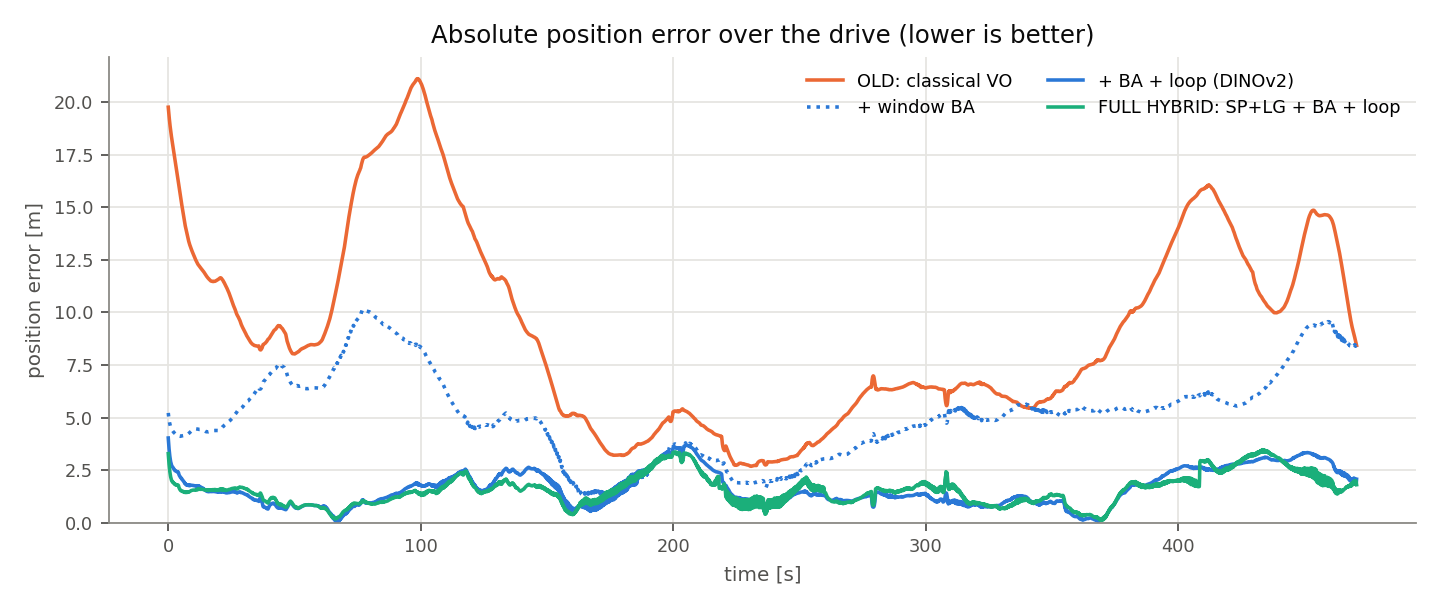 Absolute position error over the drive (lower is better)
OLD: classical VO
+ window BA
+ BA + loop (DINOv2)
FULL HYBRID: SP+LG + BA + loop
position error [m]
20.0
17.5
15.0
12.5
10.0
7.5
5.0
2.5
0.0
0 100 200 300 400
time [s]